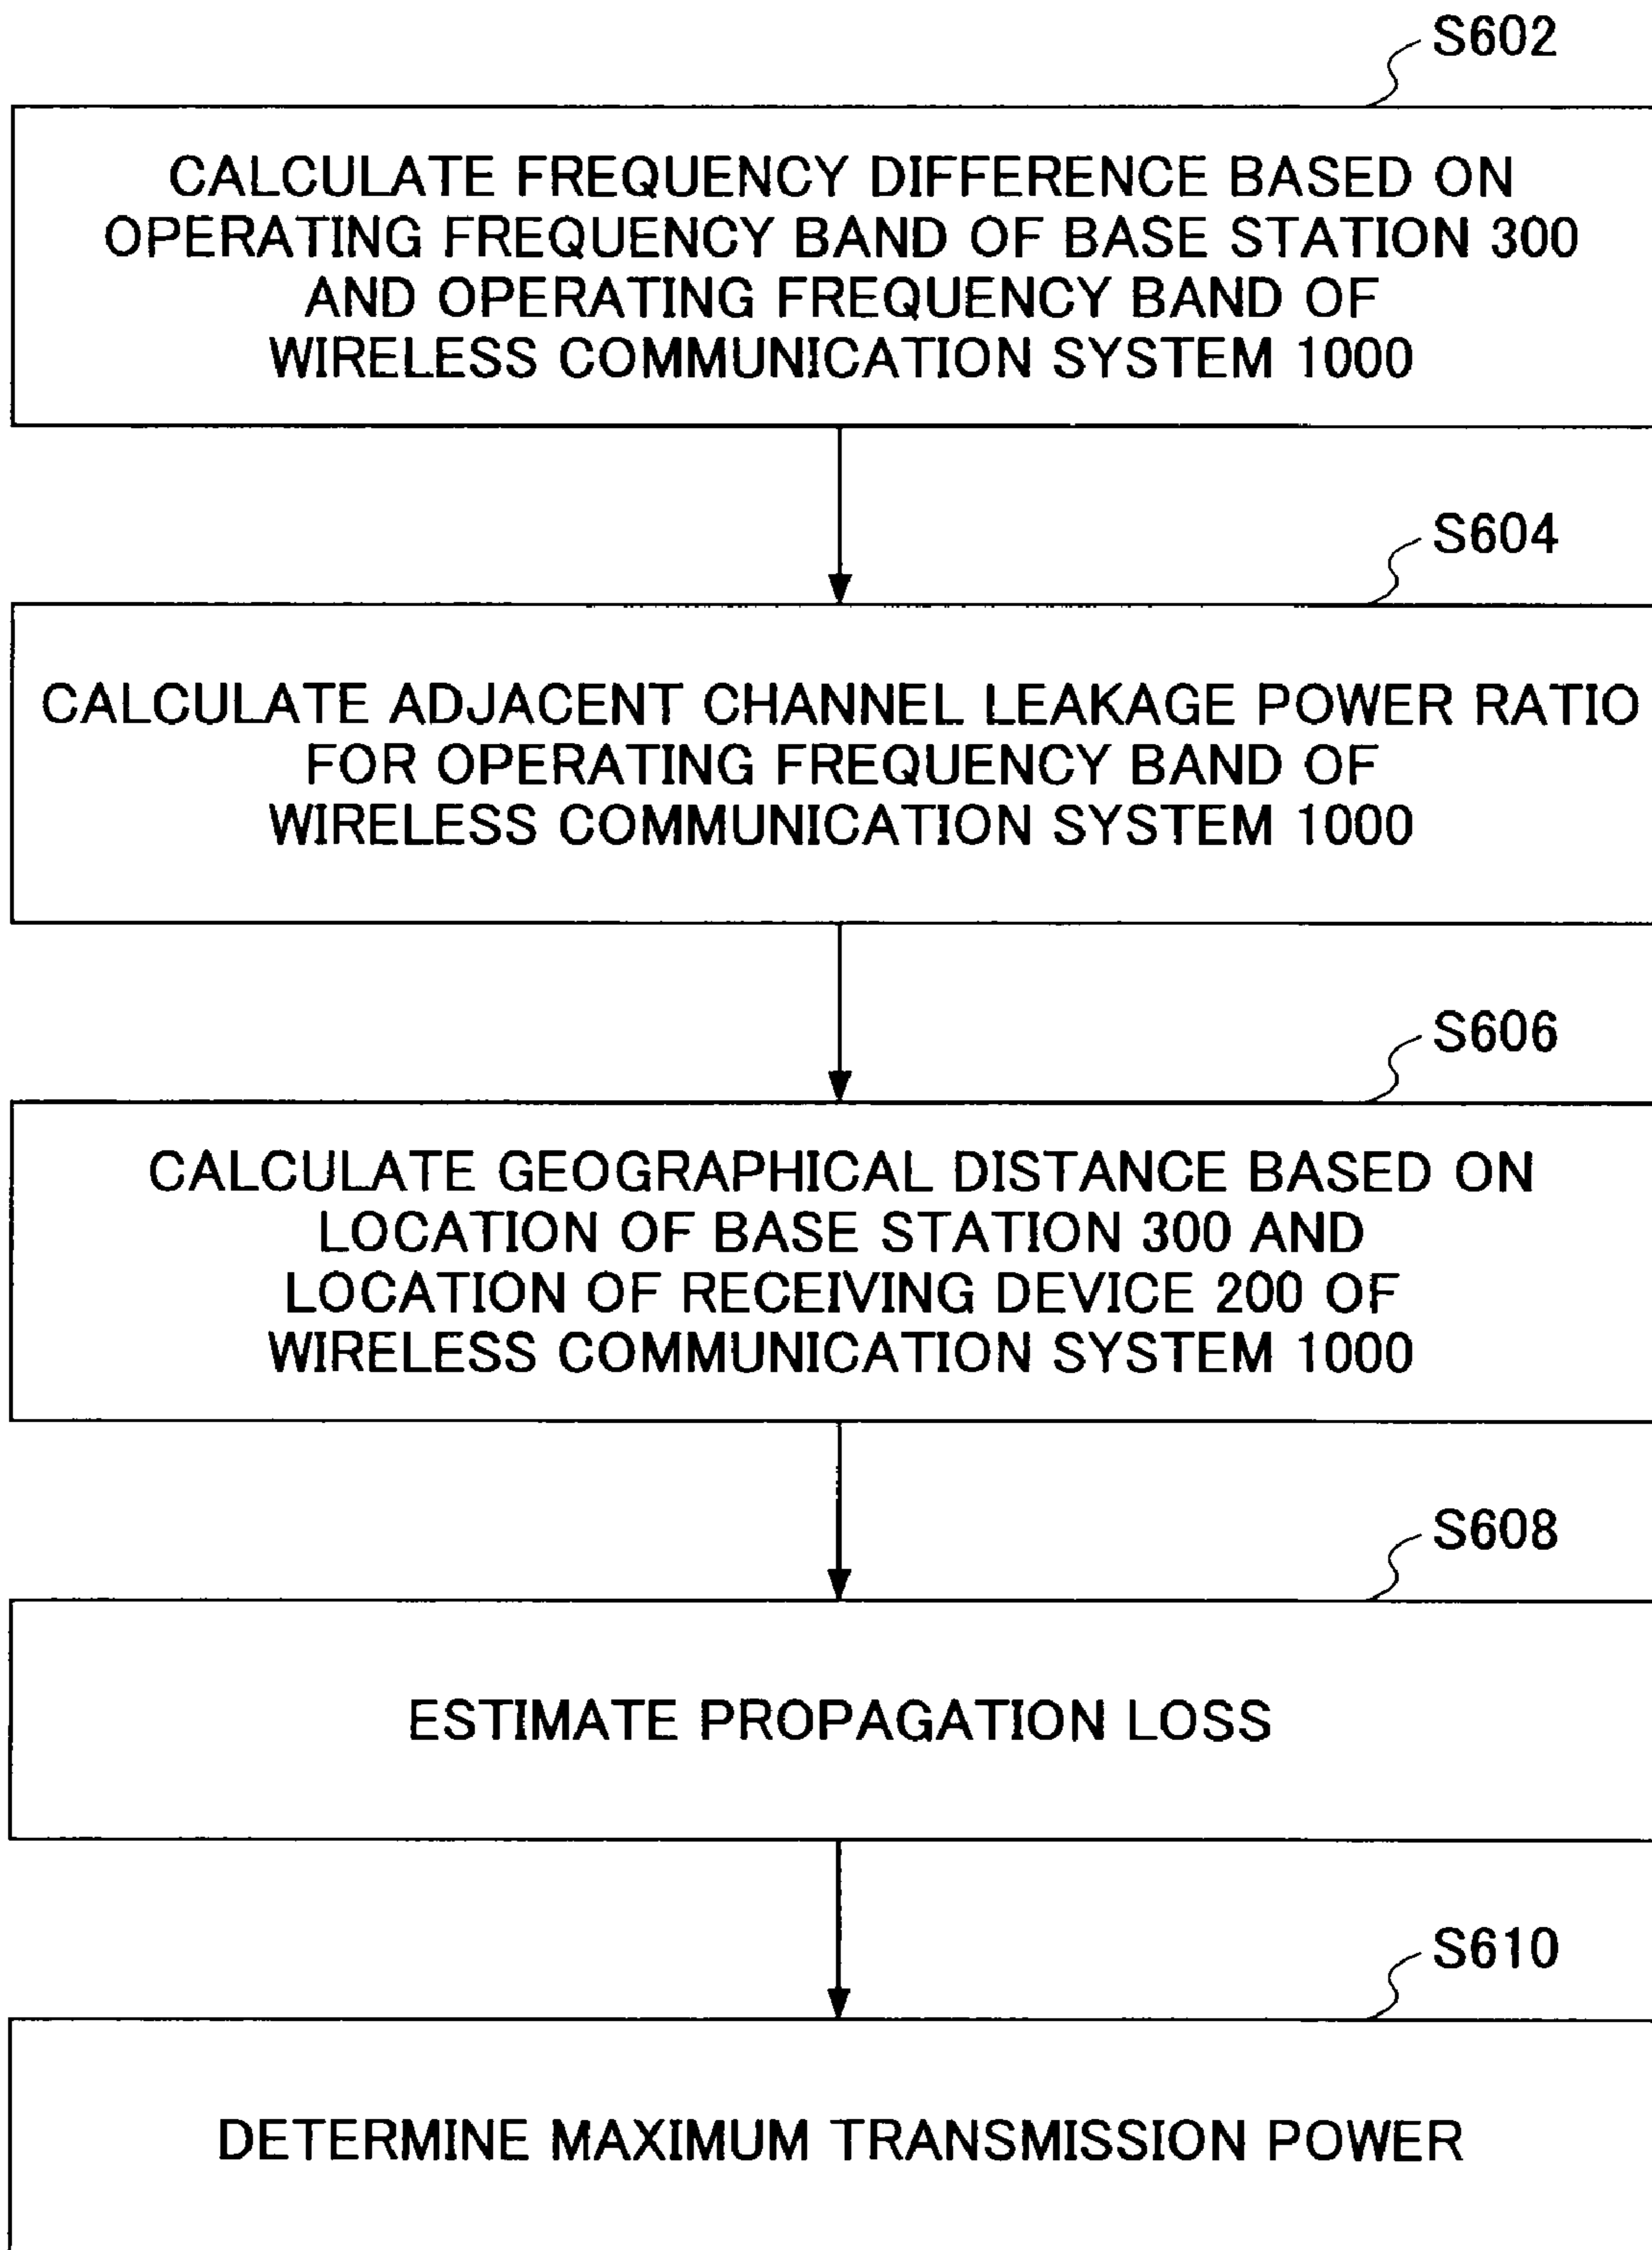 S602
CALCULATE FREQUENCY DIFFERENCE BASED ON
OPERATING FREQUENCY BAND OF BASE STATION 300
AND OPERATING FREQUENCY BAND OF
WIRELESS COMMUNICATION SYSTEM 1000
S604
CALCULATE ADJACENT CHANNEL LEAKAGE POWER RATIO
FOR OPERATING FREQUENCY BAND OF
WIRELESS COMMUNICATION SYSTEM 1000
S606
CALCULATE GEOGRAPHICAL DISTANCE BASED ON
LOCATION OF BASE STATION 300 AND
LOCATION OF RECEIVING DEVICE 200 OF
WIRELESS COMMUNICATION SYSTEM 1000
S608
ESTIMATE PROPAGATION LOSS
S610
DETERMINE MAXIMUM TRANSMISSION POWER